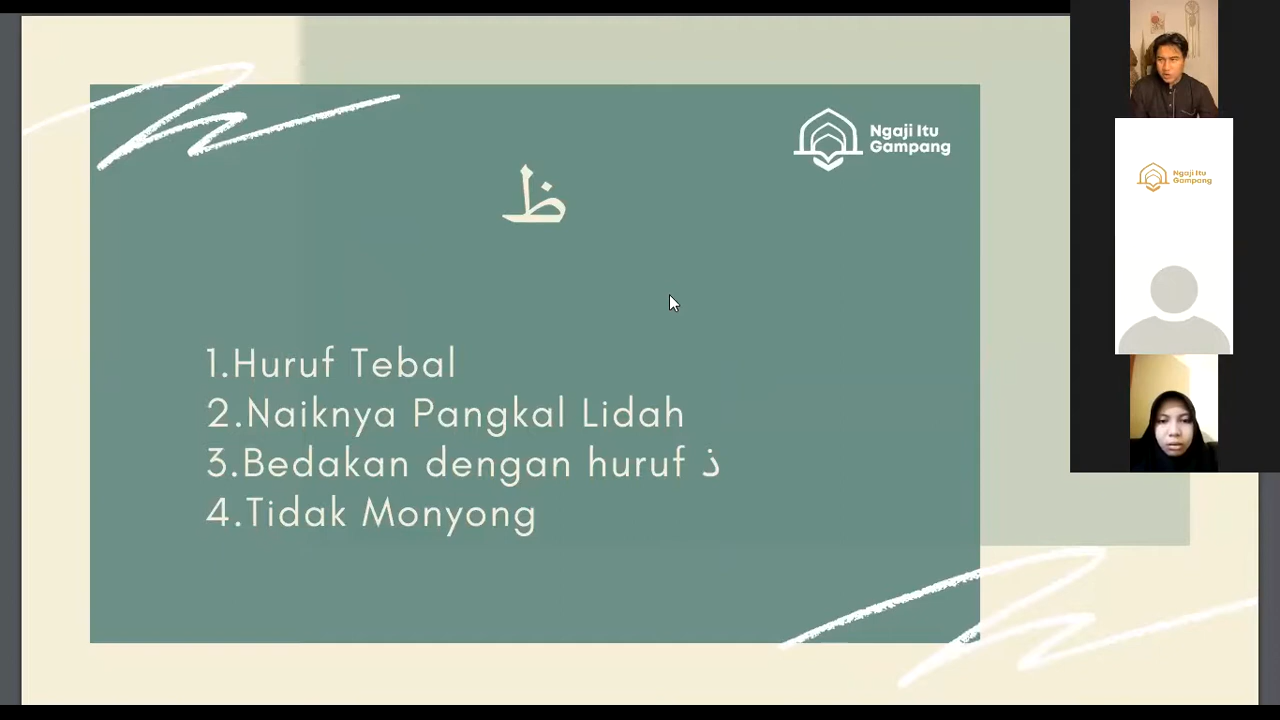 Ngaji Itu
Gampang
ظ
1.Huruf Tebal
2.Naiknya Pangkal Lidah
3.Bedakan dengan huruf ذ
4.Tidak Monyong
Ngaji Itu
Gampang